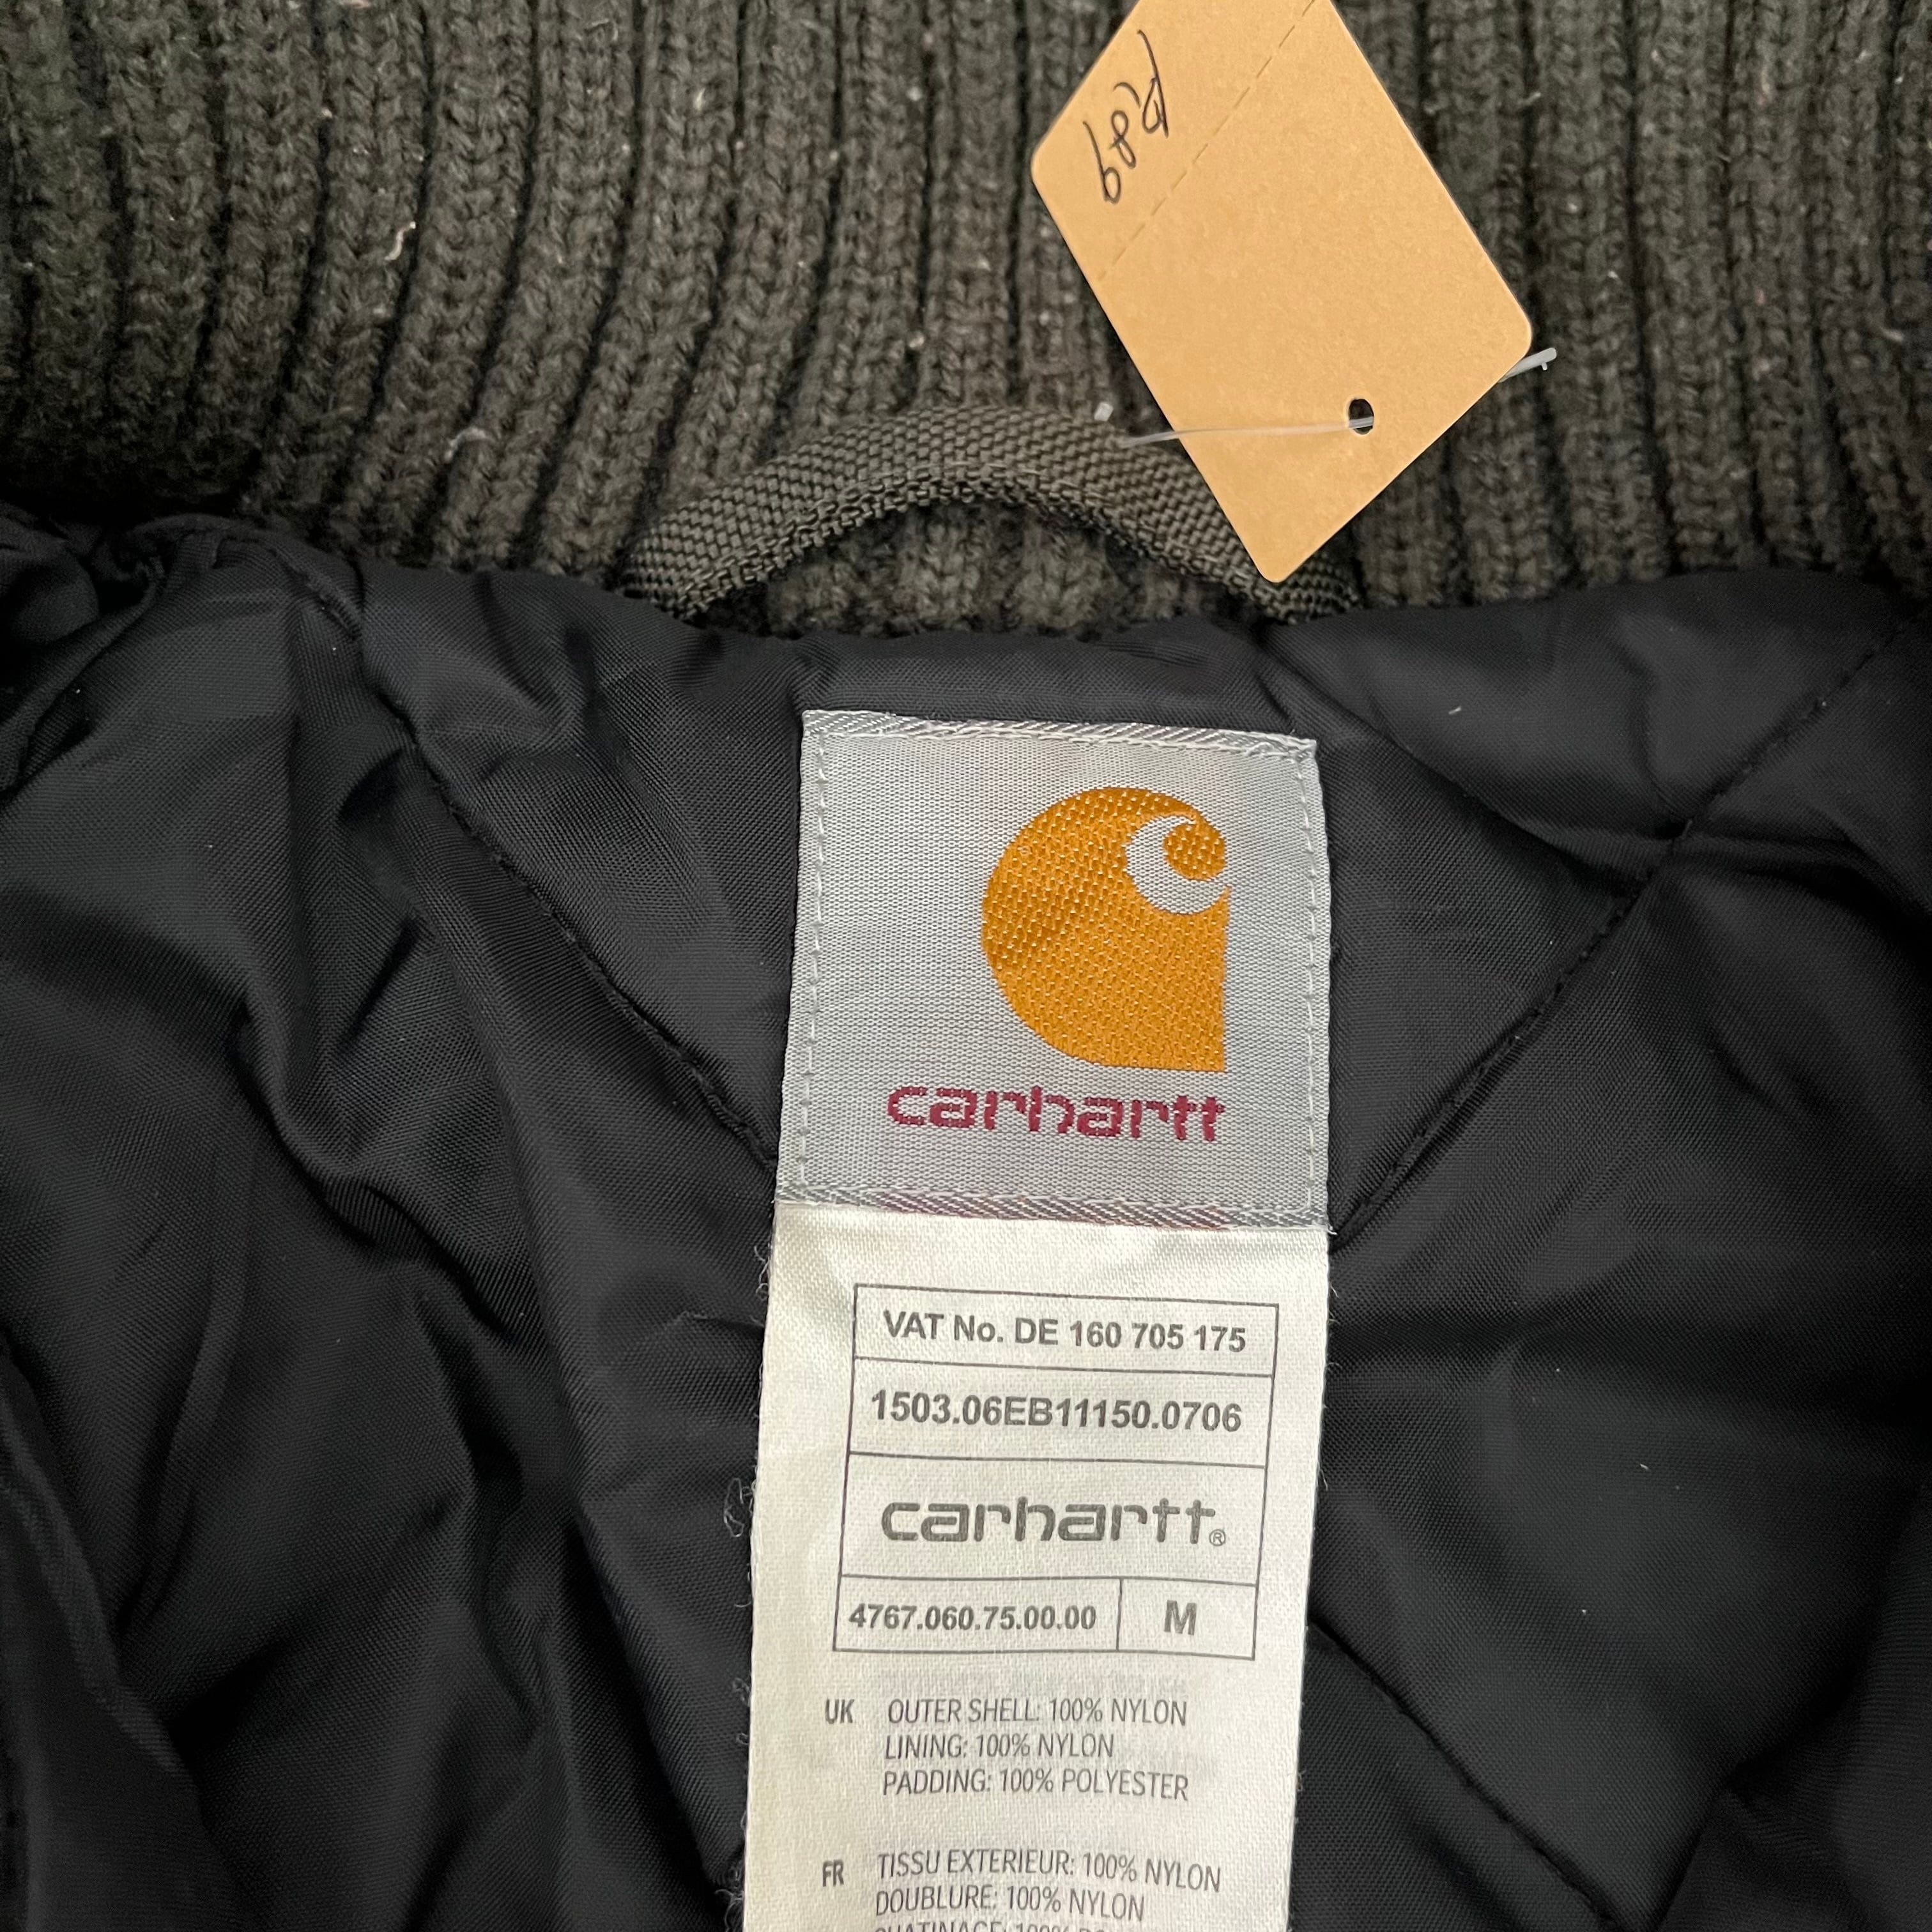 R89
carhartt
VAT No. DE 160 705 175
1503.06EB11150.0706
carhartt®
4767.060.75.00.00 M
UK OUTER SHELL: 100% NYLON
LINING: 100% NYLON
PADDING: 100% POLYESTER
FR TISSU EXTERIEUR: 100% NYLON
DOUBLURE: 100% NYLON